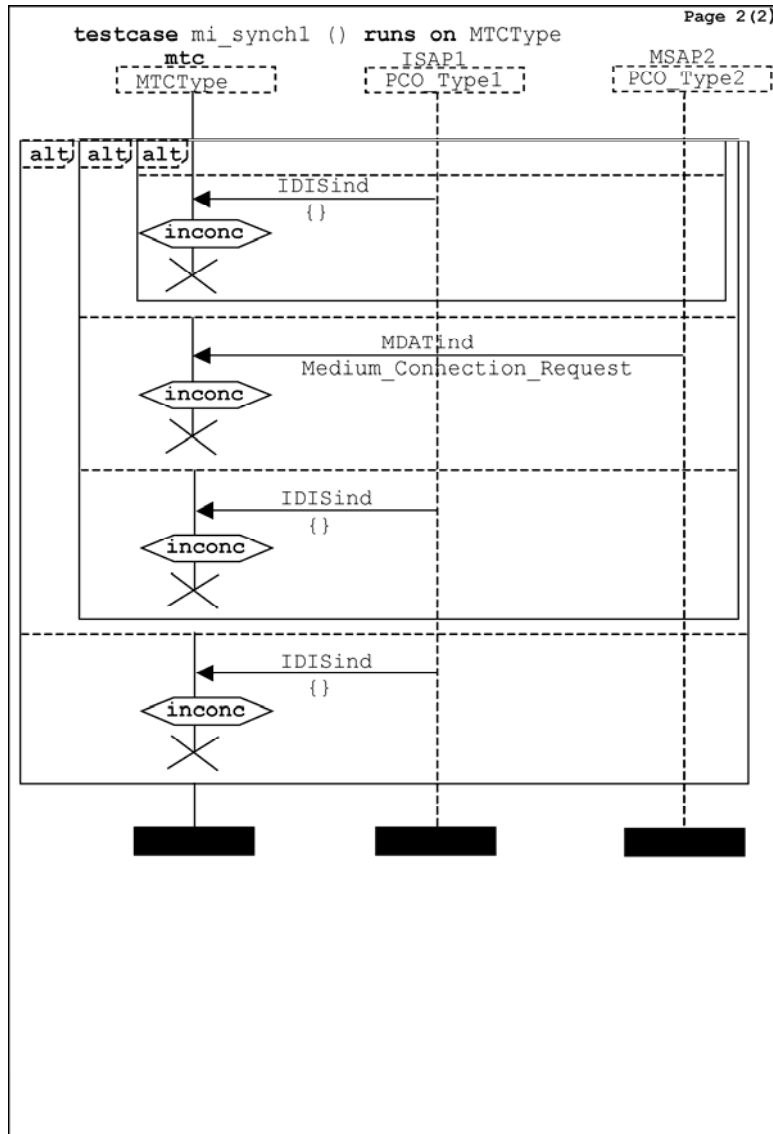 Page 2(2)
testcase mi_synch1 () runs on MTCType
mtc ISAP1 MSAP2
MTCType PCO_Type1 PCO_Type2
alt alt alt
IDISind
{}
inconc
MDATind
Medium_Connection_Request
inconc
IDISind
{}
inconc
IDISind
{}
inconc